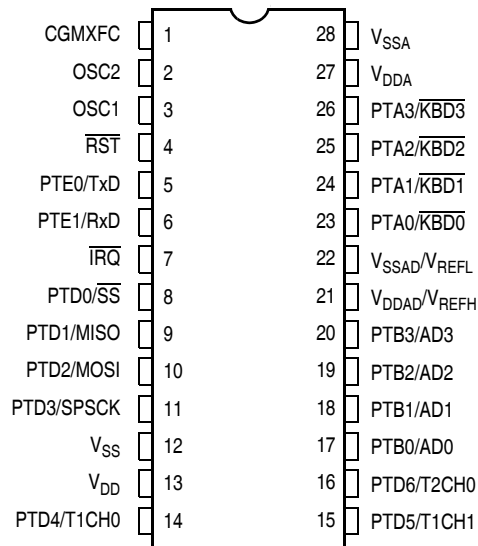 CGMXFC 1 28 VSSA
OSC2 2 27 VDDA
OSC1 3 26 PTA3/KBD3
RST 4 25 PTA2/KBD2
PTE0/TxD 5 24 PTA1/KBD1
PTE1/RxD 6 23 PTA0/KBD0
IRQ 7 22 VSSAD/VREFL
PTD0/SS 8 21 VDDAD/VREFH
PTD1/MISO 9 20 PTB3/AD3
PTD2/MOSI 10 19 PTB2/AD2
PTD3/SPSCK 11 18 PTB1/AD1
VSS 12 17 PTB0/AD0
VDD 13 16 PTD6/T2CH0
PTD4/T1CH0 14 15 PTD5/T1CH1